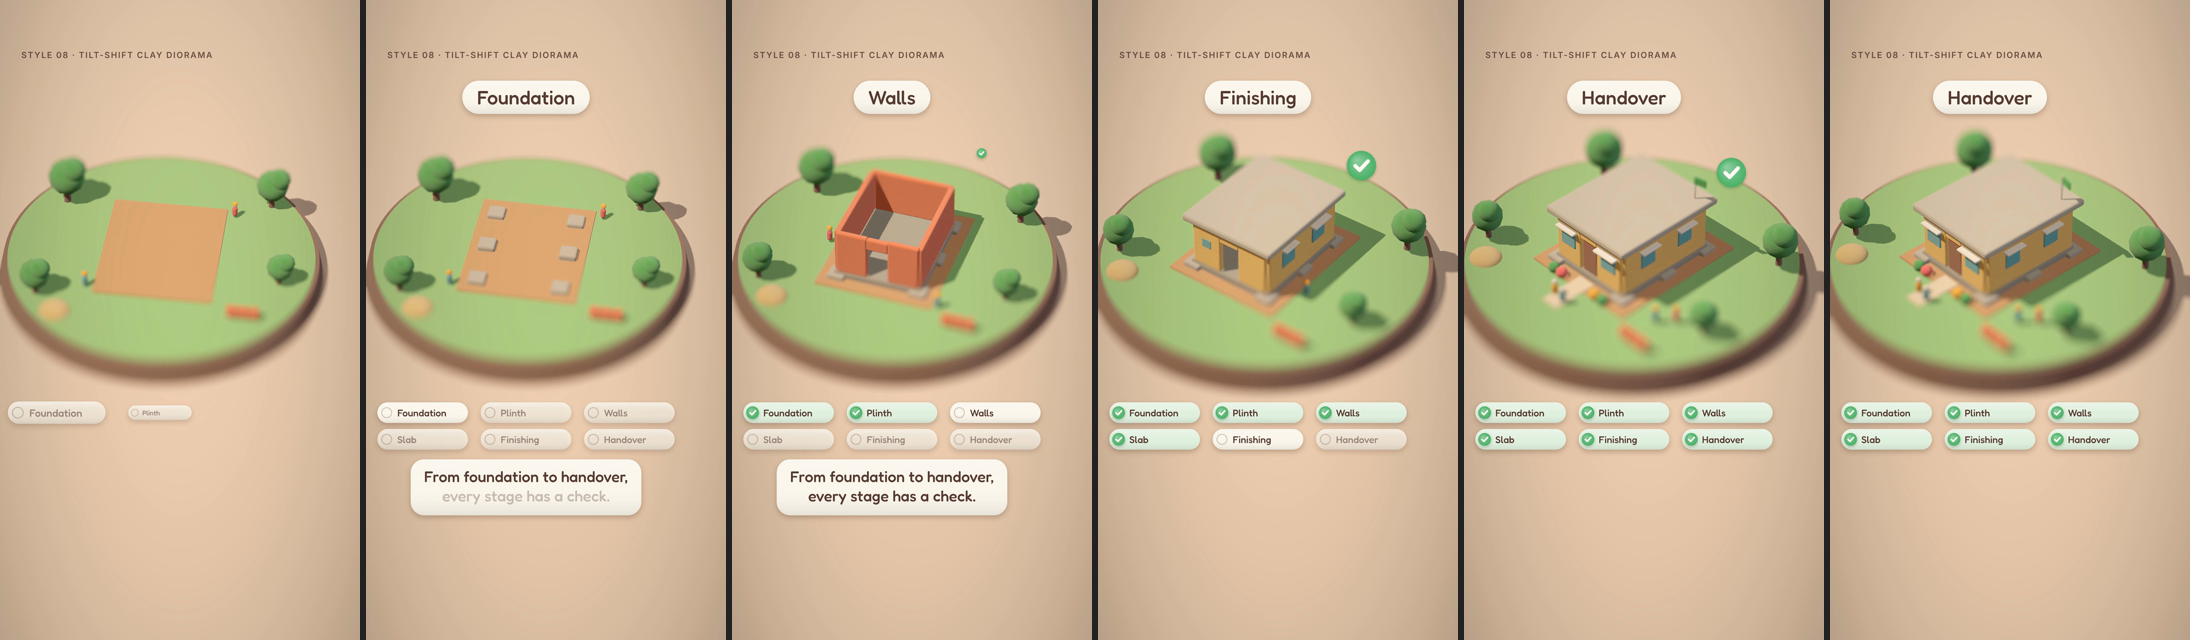 STYLE 08 · TILT-SHIFT CLAY DIORAMA
Foundation
Plinth
STYLE 08 · TILT-SHIFT CLAY DIORAMA
Foundation
Foundation
Plinth
Walls
Slab
Finishing
Handover
From foundation to handover,
every stage has a check.
STYLE 08 · TILT-SHIFT CLAY DIORAMA
Walls
Foundation
Plinth
Walls
Slab
Finishing
Handover
From foundation to handover,
every stage has a check.
STYLE 08 · TILT-SHIFT CLAY DIORAMA
Finishing
Foundation
Plinth
Walls
Slab
Finishing
Handover
STYLE 08 · TILT-SHIFT CLAY DIORAMA
Handover
Foundation
Plinth
Walls
Slab
Finishing
Handover
STYLE 08 · TILT-SHIFT CLAY DIORAMA
Handover
Foundation
Plinth
Walls
Slab
Finishing
Handover